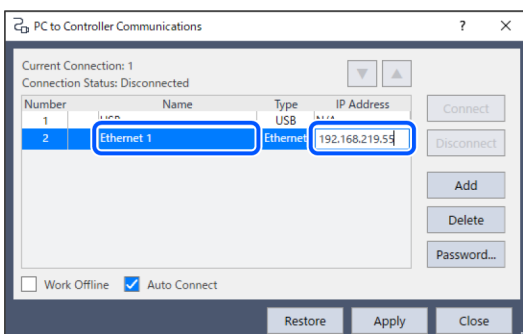 PC to Controller Communications ? ×
Current Connection: 1
Connection Status: Disconnected
Number Name Type IP Address
1 USB USB N/A
2 Ethernet 1 Ethernet 192.168.219.55
Connect
Disconnect
Add
Delete
Password...
Work Offline Auto Connect
Restore Apply Close